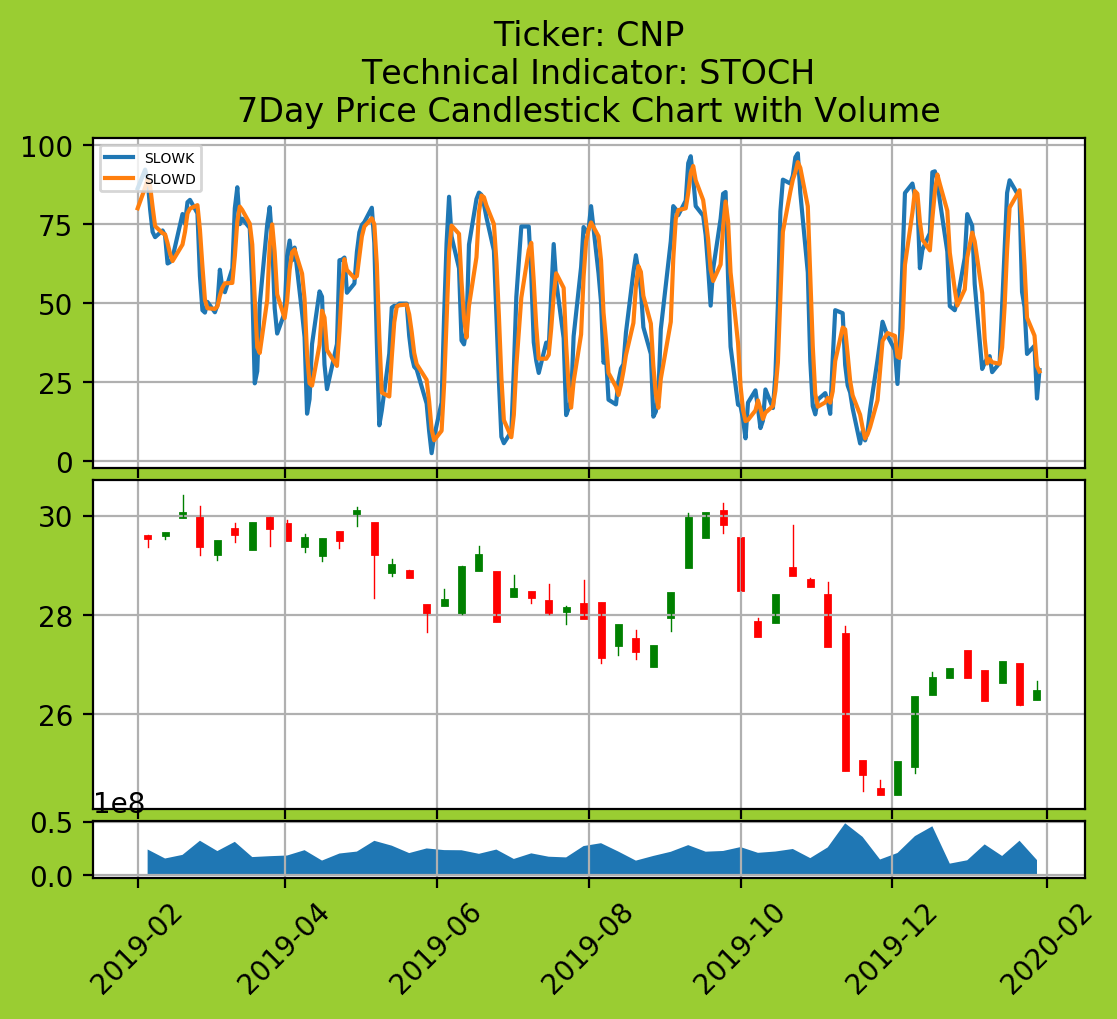 Ticker: CNP
Technical Indicator: STOCH
7Day Price Candlestick Chart with Volume
100
75
50
25
0
SLOWK
SLOWD
30
28
26
1e8
0.5
0.0
2019-02
2019-04
2019-06
2019-08
2019-10
2019-12
2020-02